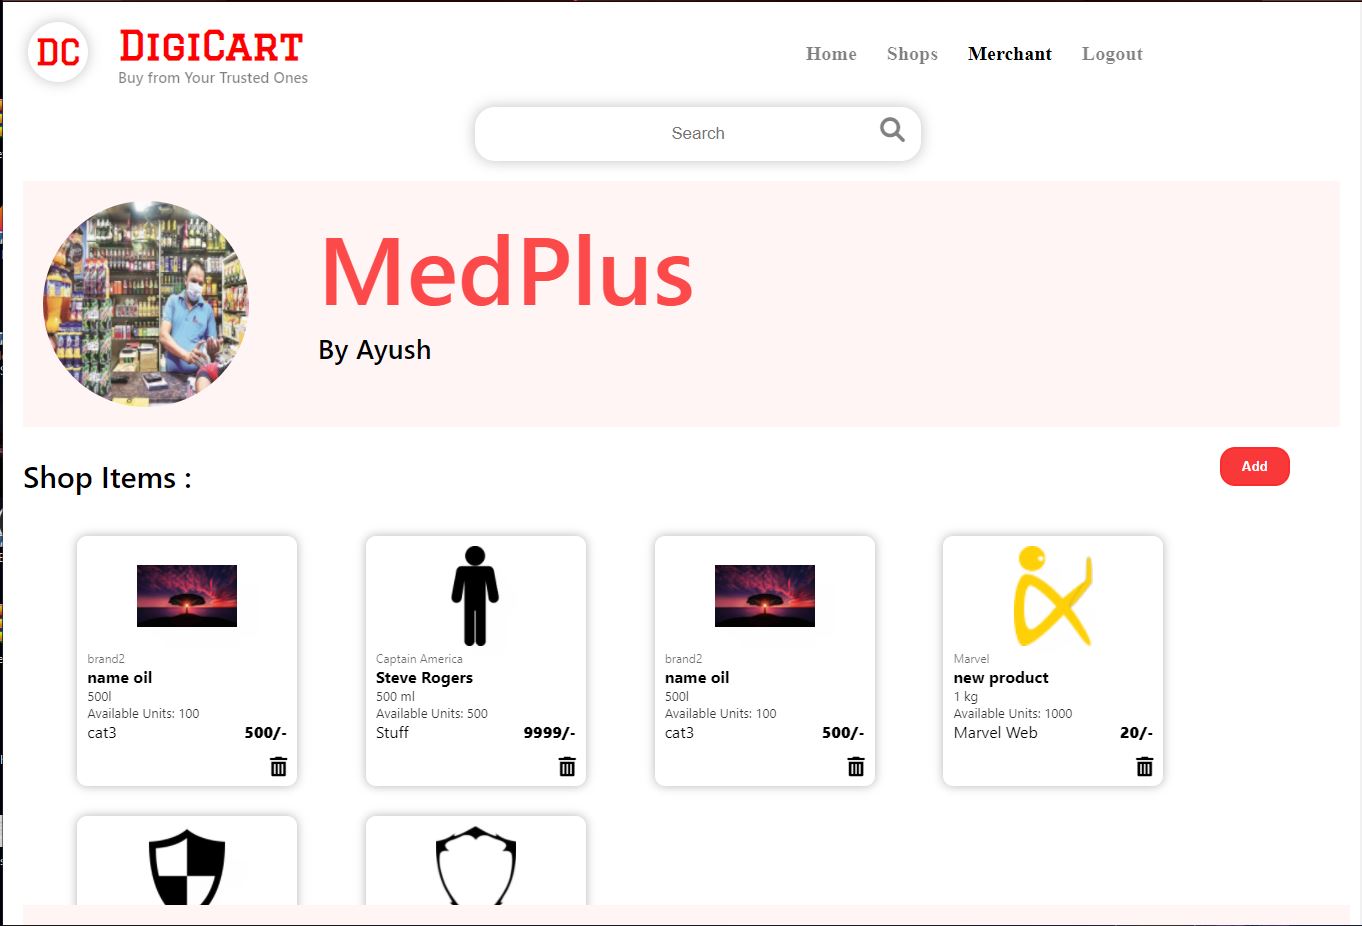 DC
DigiCart
Buy from Your Trusted Ones
Home Shops Merchant Logout
Search
MedPlus
By Ayush
Shop Items :
Add
brand2
name oil
500l
Available Units: 100
cat3 500/-
Captain America
Steve Rogers
500 ml
Available Units: 500
Stuff 9999/-
brand2
name oil
500l
Available Units: 100
cat3 500/-
Marvel
new product
1 kg
Available Units: 1000
Marvel Web 20/-